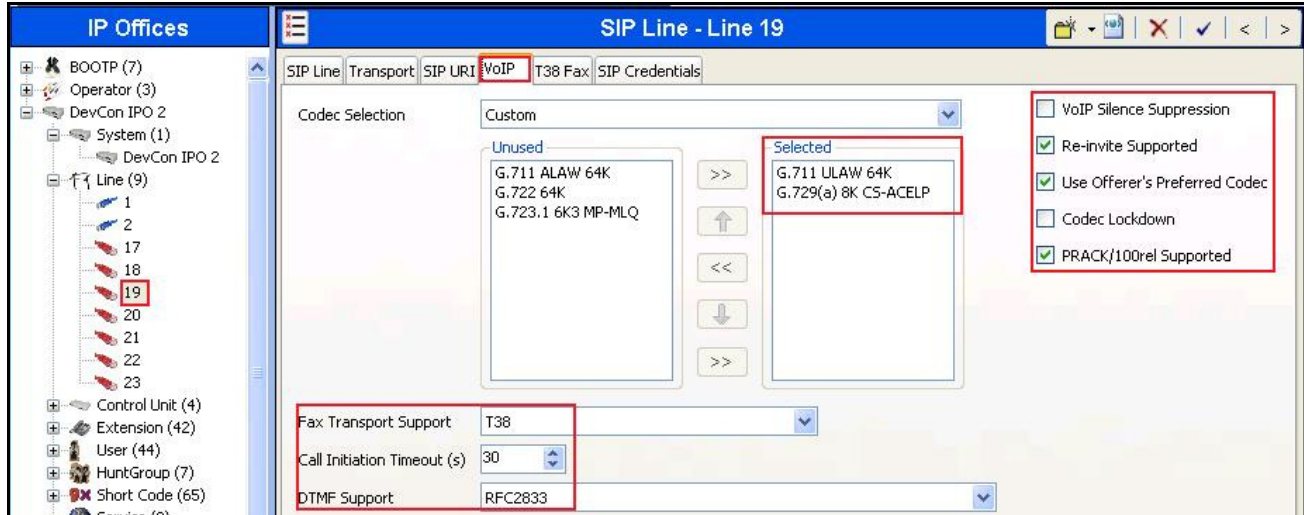 IP Offices
BOOTP (7)
Operator (3)
DevCon IPO 2
System (1)
DevCon IPO 2
Line (9)
1
2
17
18
19
20
21
22
23
Control Unit (4)
Extension (42)
User (44)
HuntGroup (7)
Short Code (65)
SIP Line - Line 19
SIP Line Transport SIP URI VoIP T38 Fax SIP Credentials
Codec Selection Custom
Unused
G.711 ALAW 64K
G.722 64K
G.723.1 6K3 MP-MLQ
>>
<<
>>
Selected
G.711 ULAW 64K
G.729(a) 8K CS-ACELP
VoIP Silence Suppression
Re-invite Supported
Use Offerer's Preferred Codec
Codec Lockdown
PRACK/100rel Supported
Fax Transport Support T38
Call Initiation Timeout (s) 30
DTMF Support RFC2833